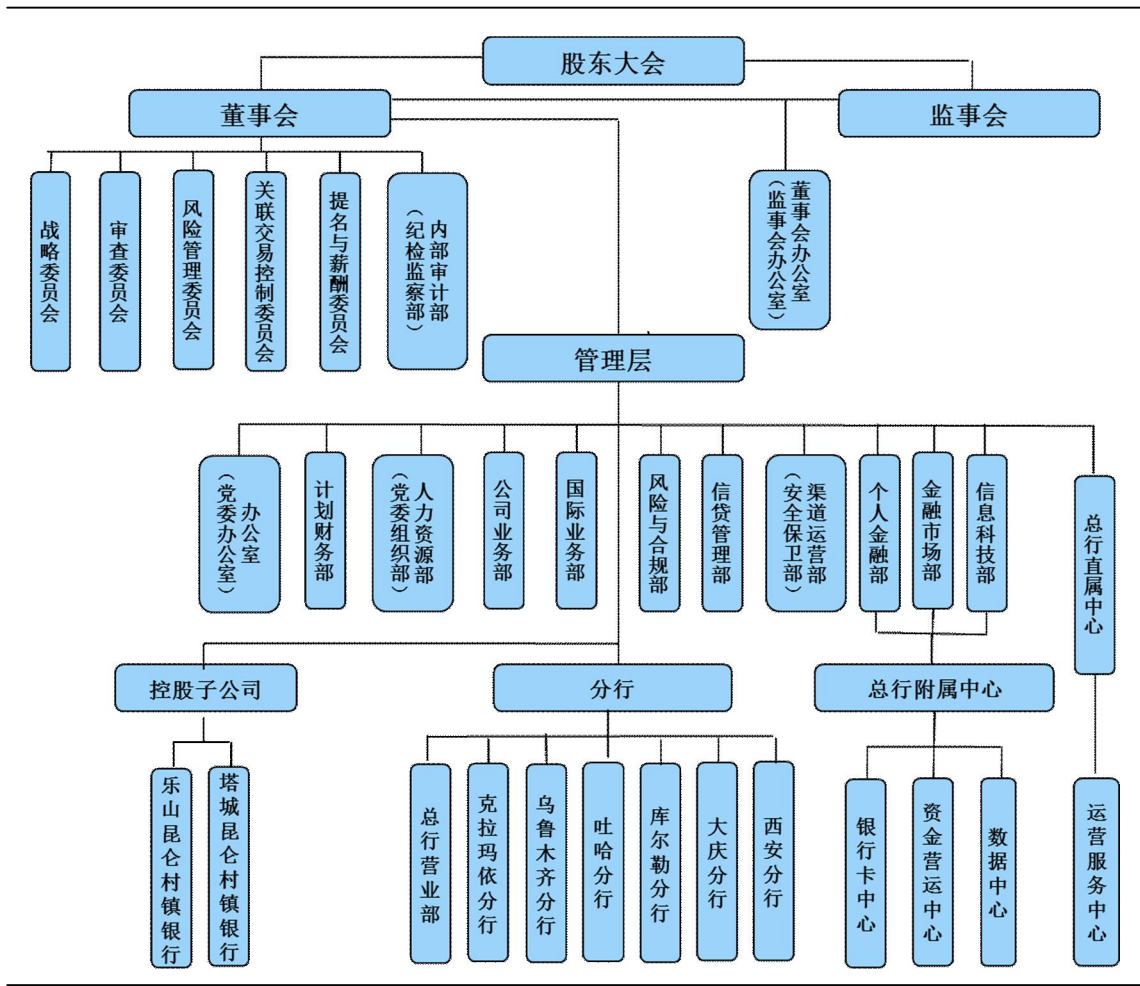 股东大会
董事会
监事会
战略委员会
审查委员会
风险管理委员会
关联交易控制委员会
提名与薪酬委员会
内部审计部
（纪检监察部）
董事会办公室
（监事会办公室）
管理层
办公室
（党委办公室）
计划财务部
人力资源部
（党委组织部）
公司业务部
国际业务部
风险与合规部
信贷管理部
渠道运营部
（安全保卫部）
个人金融部
金融市场部
信息科技部
总行直属中心
控股子公司
分行
总行附属中心
乐山昆仑村镇银行
塔城昆仑村镇银行
总行营业部
克拉玛依分行
乌鲁木齐分行
吐哈分行
库尔勒分行
大庆分行
西安分行
银行卡中心
资金营运中心
数据中心
运营服务中心